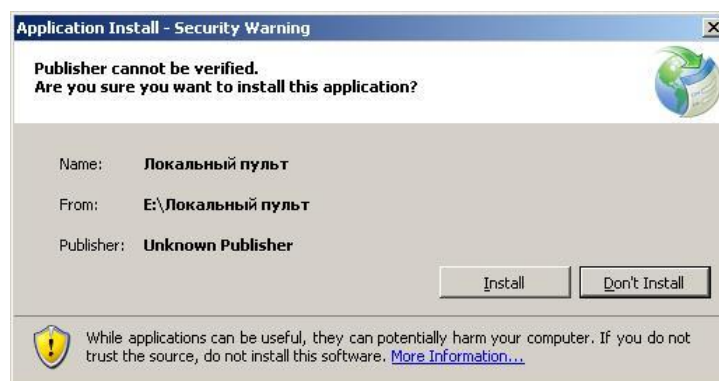 Application Install - Security Warning
Publisher cannot be verified.
Are you sure you want to install this application?
Name: Локальный пульт
From: E:\Локальный пульт
Publisher: Unknown Publisher
Install Don't Install
While applications can be useful, they can potentially harm your computer. If you do not
trust the source, do not install this software. More Information...